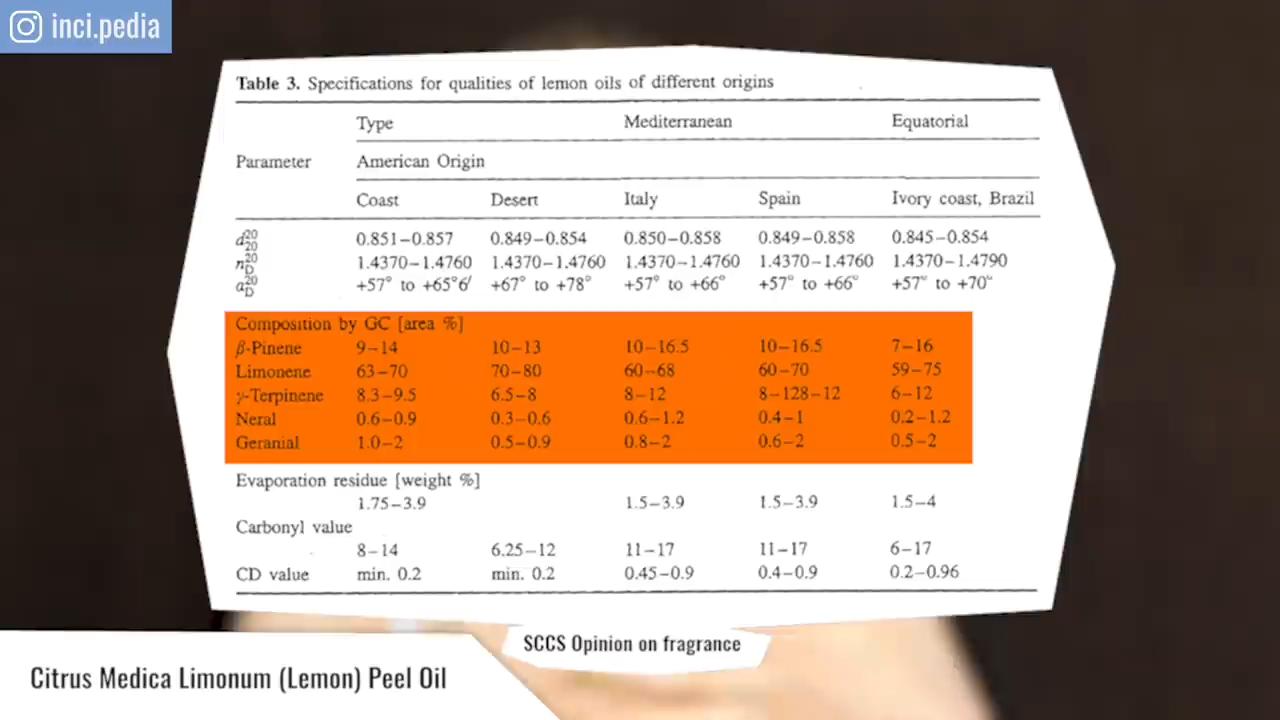 inci.pedia
Table 3. Specifications for qualities of lemon oils of different origins
Type Mediterranean Equatorial
Parameter American Origin
Coast Desert Italy Spain Ivory coast, Brazil
d20/20 0.851–0.857 0.849–0.854 0.850–0.858 0.849–0.858 0.845–0.854
n20/D 1.4370–1.4760 1.4370–1.4760 1.4370–1.4760 1.4370–1.4760 1.4370–1.4790
α20/D +57° to +65°6′ +67° to +78° +57° to +66° +57° to +66° +57° to +70°
Composition by GC [area %]
β-Pinene 9–14 10–13 10–16.5 10–16.5 7–16
Limonene 63–70 70–80 60–68 60–70 59–75
γ-Terpinene 8.3–9.5 6.5–8 8–12 8–128–12 6–12
Neral 0.6–0.9 0.3–0.6 0.6–1.2 0.4–1 0.2–1.2
Geranial 1.0–2 0.5–0.9 0.8–2 0.6–2 0.5–2
Evaporation residue [weight %]
1.75–3.9 1.5–3.9 1.5–3.9 1.5–4
Carbonyl value
8–14 6.25–12 11–17 11–17 6–17
CD value min. 0.2 min. 0.2 0.45–0.9 0.4–0.9 0.2–0.96
SCCS Opinion on fragrance
Citrus Medica Limonum (Lemon) Peel Oil